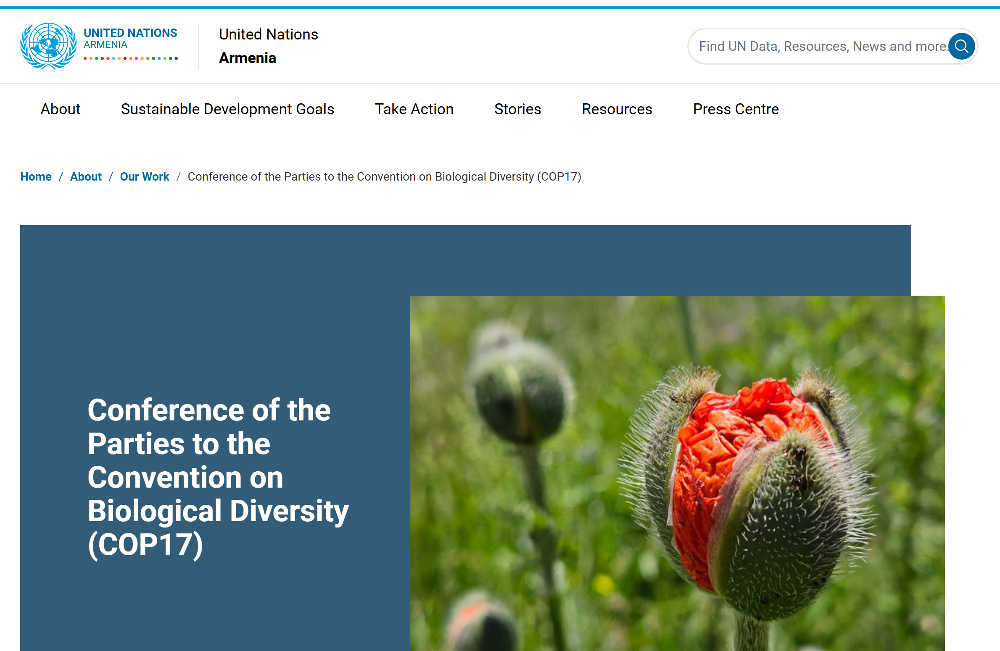 UNITED NATIONS
ARMENIA
United Nations
Armenia
Find UN Data, Resources, News and more.
About
Sustainable Development Goals
Take Action
Stories
Resources
Press Centre
Home / About / Our Work / Conference of the Parties to the Convention on Biological Diversity (COP17)
Conference of the
Parties to the
Convention on
Biological Diversity
(COP17)